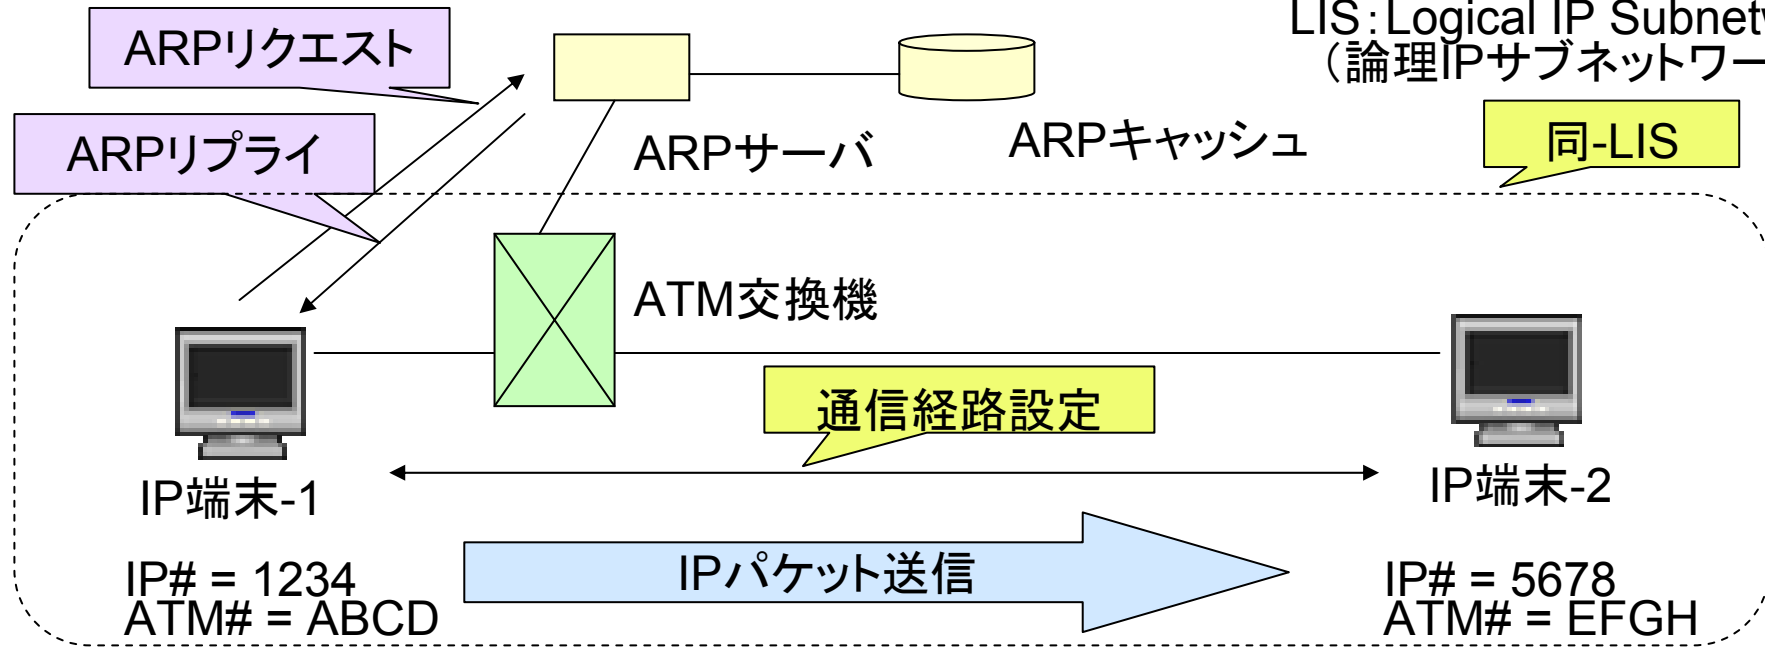 LIS:Logical IP Subnetw
(論理IPサブネットワー
ARPリクエスト
ARPリプライ
ARPサーバ
ARPキャッシュ
同-LIS
ATM交換機
通信経路設定
IP端末-1
IP端末-2
IPパケット送信
IP# = 1234
ATM# = ABCD
IP# = 5678
ATM# = EFGH